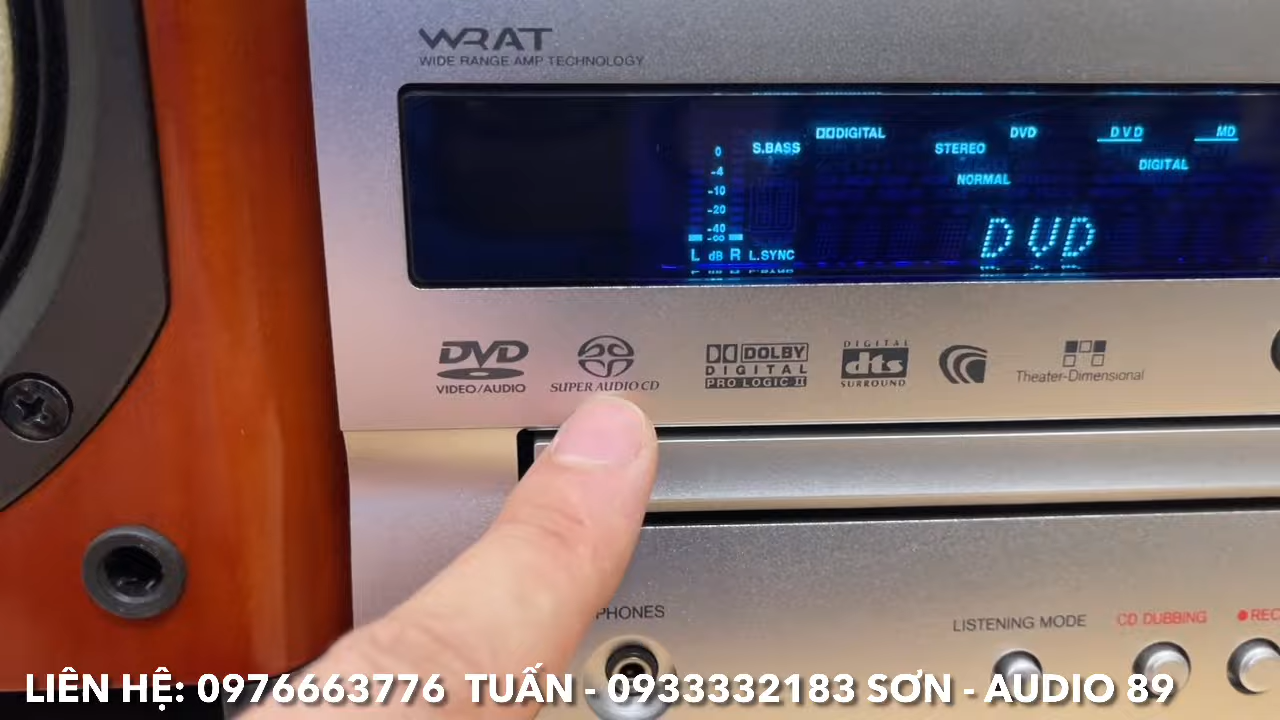 WRAT
WIDE RANGE AMP TECHNOLOGY
DIGITAL DVD DVD MD
S.BASS STEREO DIGITAL
NORMAL
0
-4
-10
-20
-40
-∞
L dB R L.SYNC
DVD
DVD VIDEO/AUDIO
SUPER AUDIO CD
DOLBY DIGITAL PRO LOGIC II
DIGITAL dts SURROUND
Theater-Dimensional
PHONES
LISTENING MODE
CD DUBBING
REC
LIÊN HỆ: 0976663776 TUẤN - 0933332183 SƠN - AUDIO 89